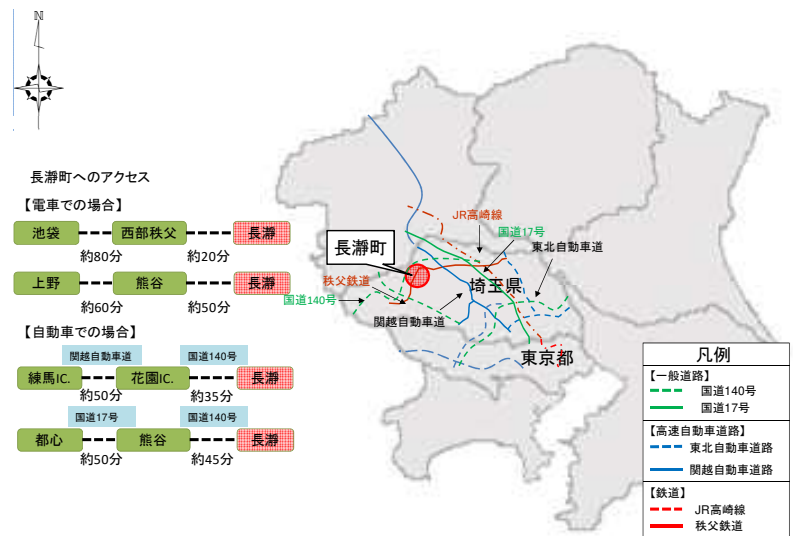 N
長瀞町へのアクセス
【電車での場合】
池袋 西部秩父 長瀞
約80分 約20分
上野 熊谷 長瀞
約60分 約50分
【自動車での場合】
関越自動車道 国道140号
練馬IC. 花園IC. 長瀞
約50分 約35分
国道17号 国道140号
都心 熊谷 長瀞
約50分 約45分
JR高崎線
国道17号
東北自動車道
長瀞町
秩父鉄道
埼玉県
国道140号
関越自動車道
東京都
凡例
【一般道路】
国道140号
国道17号
【高速自動車道路】
東北自動車道路
関越自動車道路
【鉄道】
JR高崎線
秩父鉄道